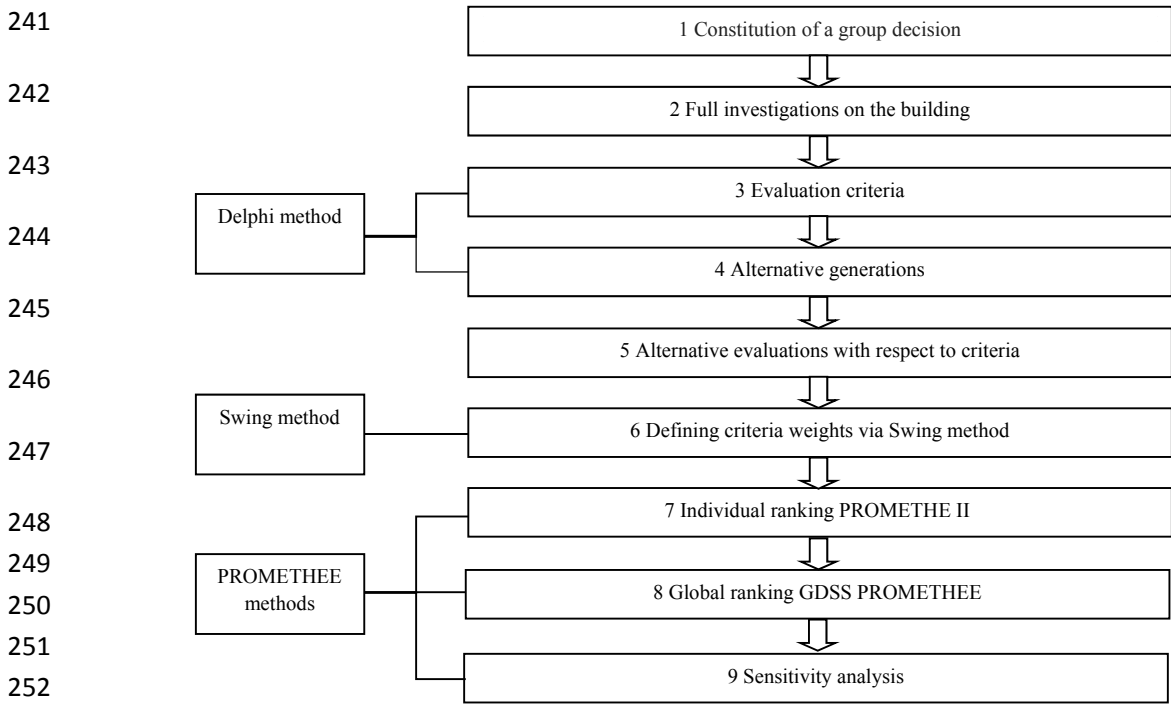 241
1 Constitution of a group decision
242
2 Full investigations on the building
243
3 Evaluation criteria
Delphi method
244
4 Alternative generations
245
5 Alternative evaluations with respect to criteria
246
Swing method
6 Defining criteria weights via Swing method
247
7 Individual ranking PROMETHE II
248
249
PROMETHEE
methods
8 Global ranking GDSS PROMETHEE
250
251
9 Sensitivity analysis
252